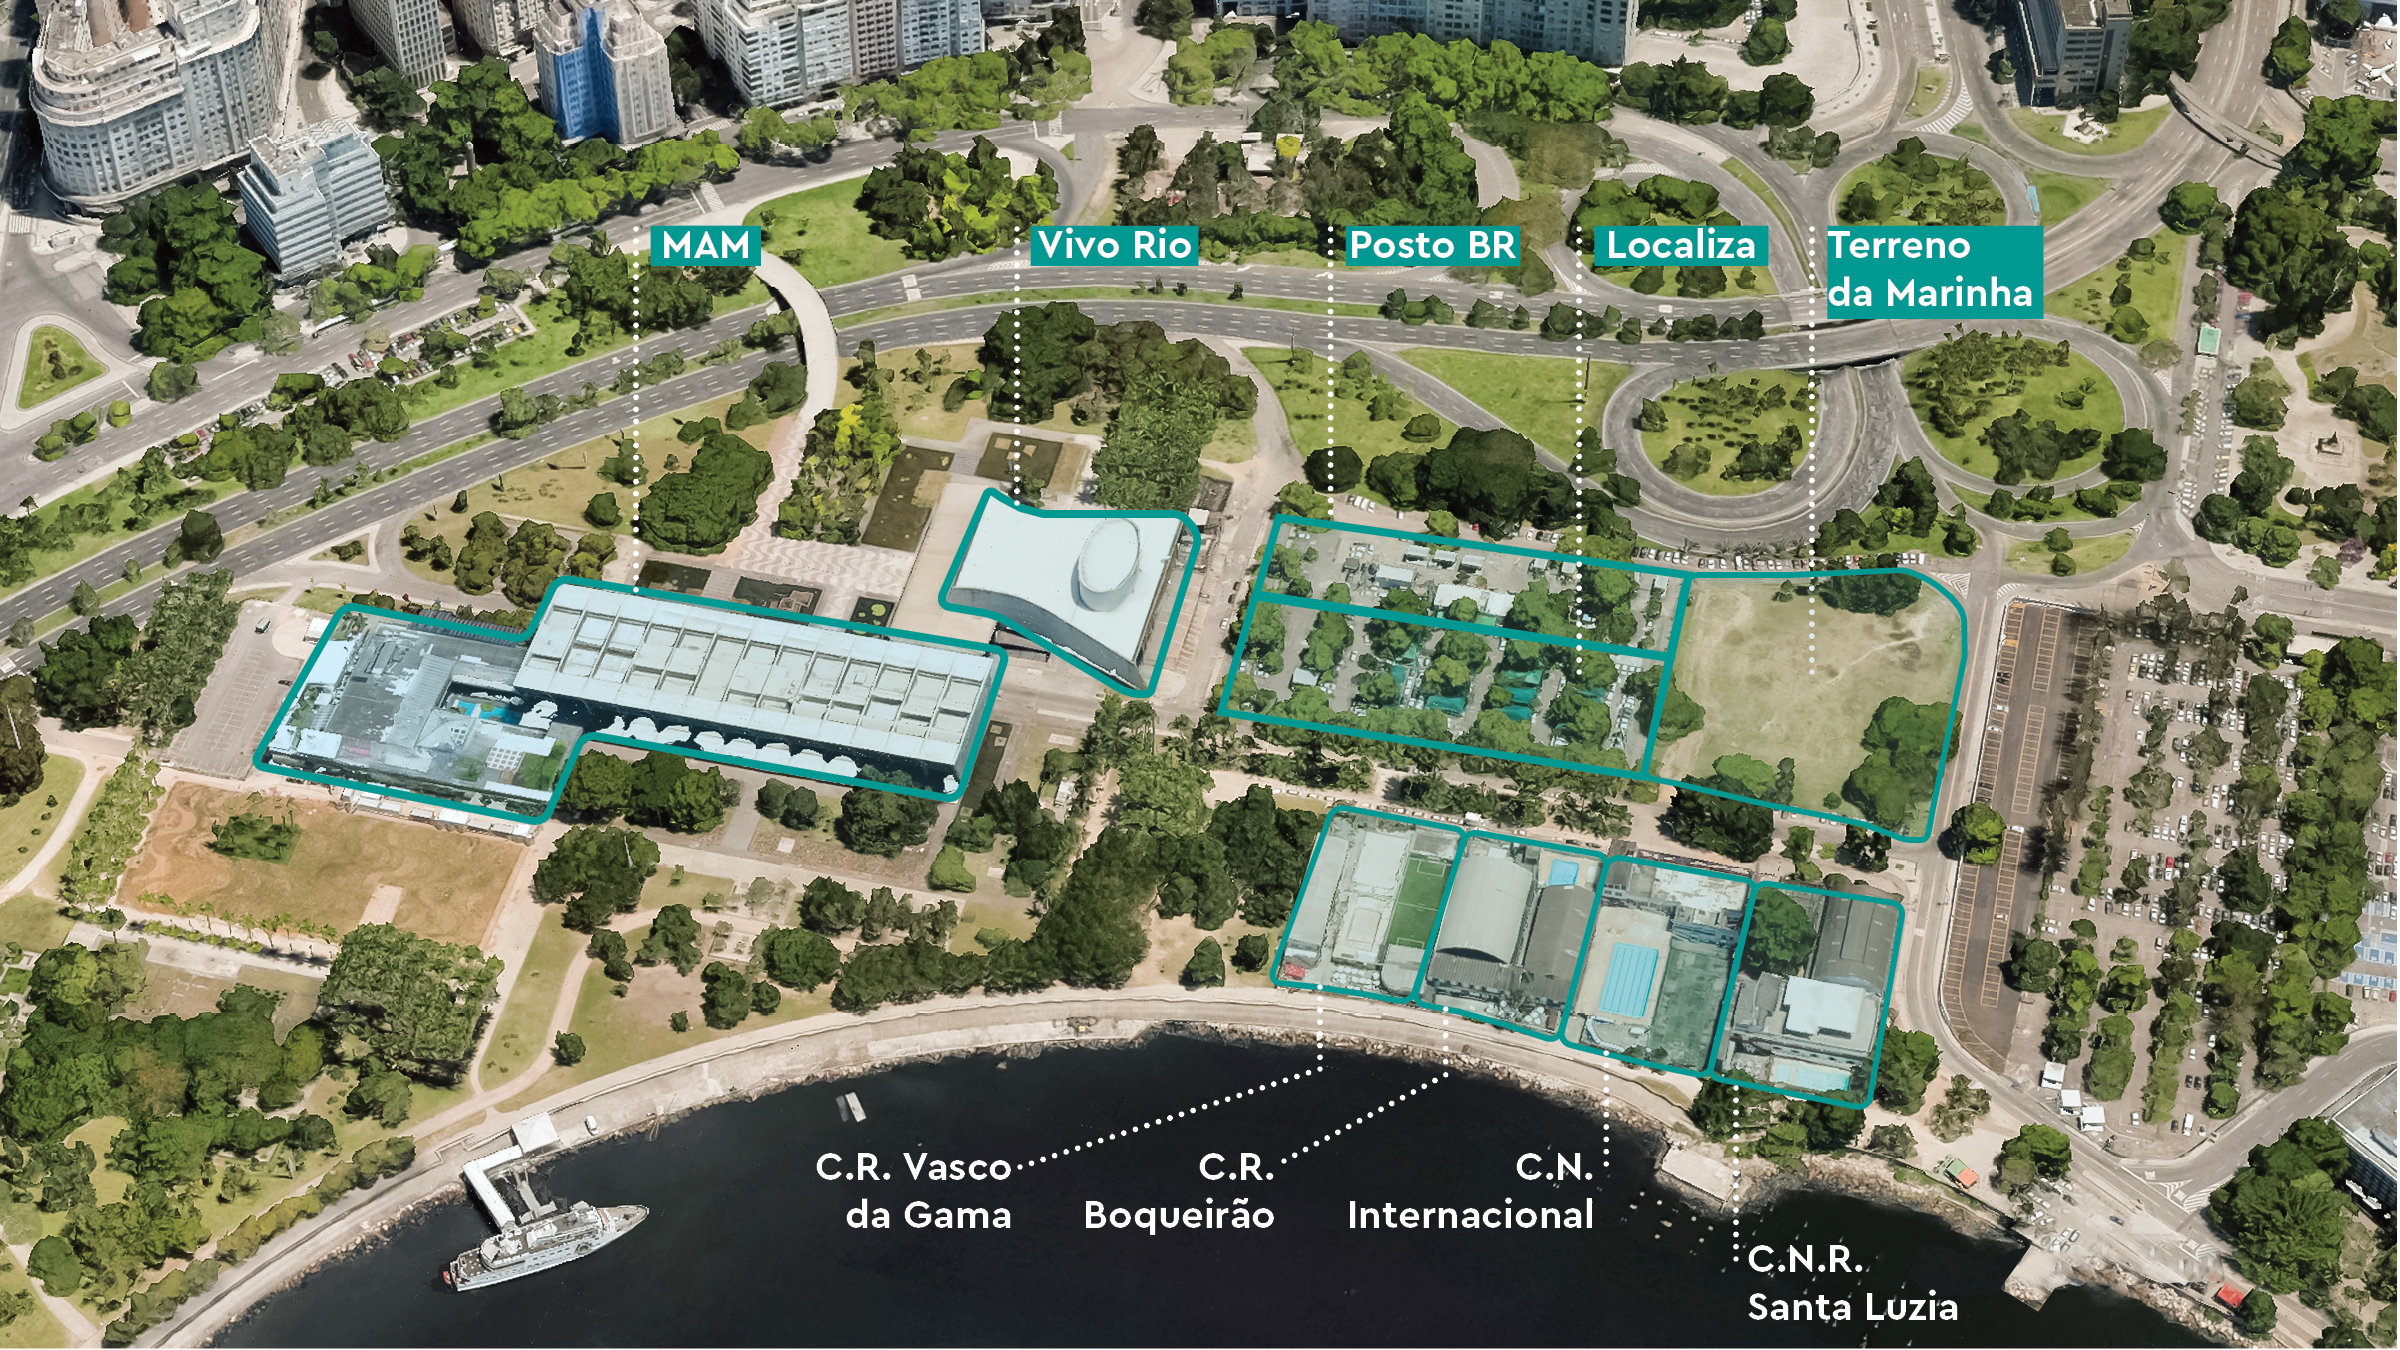 MAM
Vivo Rio
Posto BR
Localiza
Terreno
da Marinha
C.R. Vasco
da Gama
C.R.
Boqueirão
C.N.
Internacional
C.N.R.
Santa Luzia